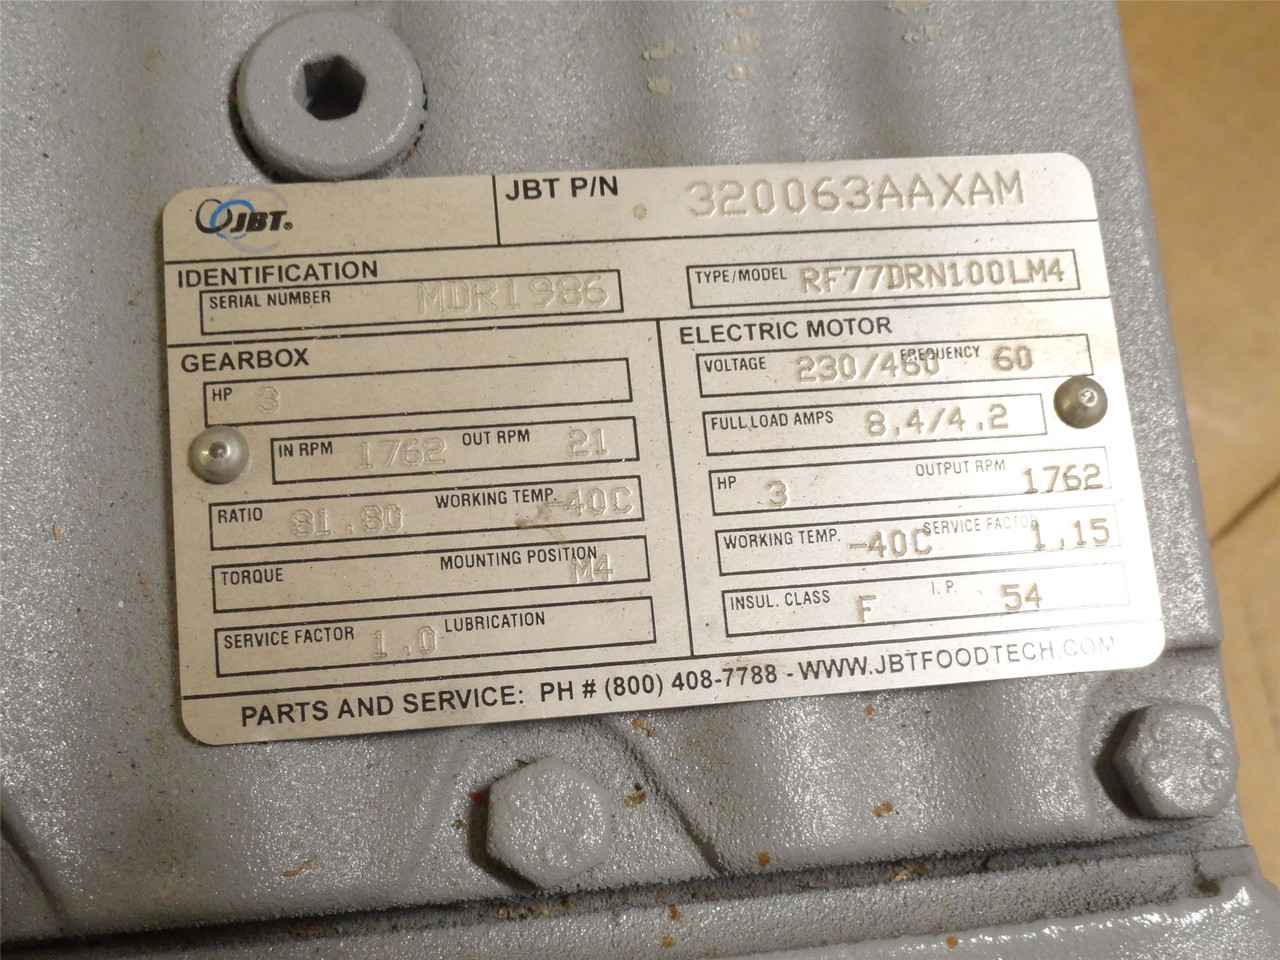 JBT® JBT P/N 320063AAXAM
IDENTIFICATION
SERIAL NUMBER MDR1986 TYPE/MODEL RF77DRN100LM4
GEARBOX
HP 3
IN RPM 1762 OUT RPM 21
RATIO 81.80 WORKING TEMP. -40C
TORQUE MOUNTING POSITION M4
SERVICE FACTOR 1.0 LUBRICATION
ELECTRIC MOTOR
VOLTAGE 230/460 FREQUENCY 60
FULL LOAD AMPS 8.4/4.2
HP 3 OUTPUT RPM 1762
WORKING TEMP. -40C SERVICE FACTOR 1.15
INSUL. CLASS F I.P. 54
PARTS AND SERVICE: PH # (800) 408-7788 - WWW.JBTFOODTECH.COM